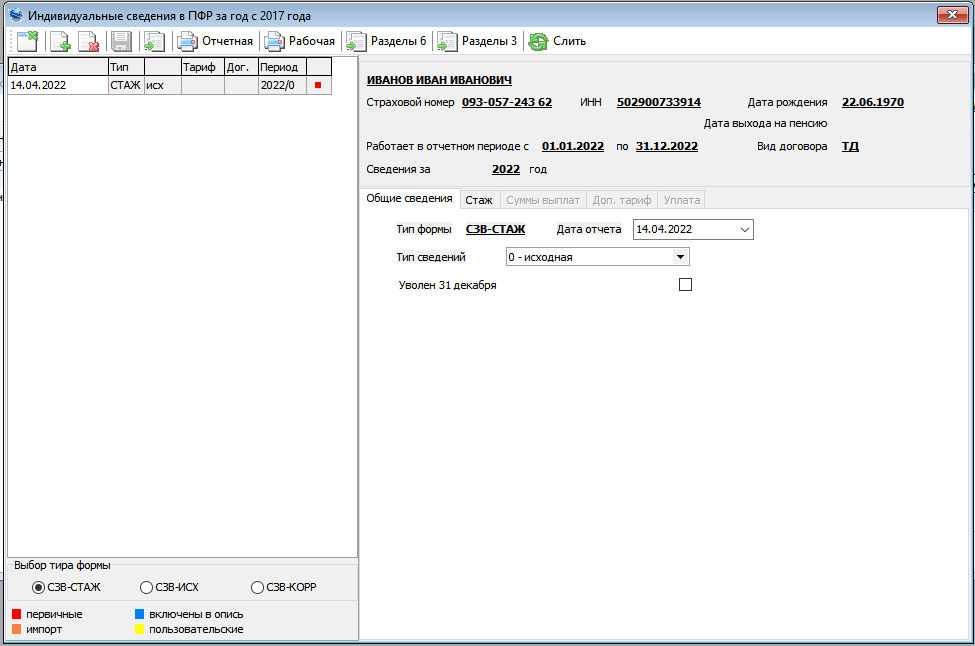 Индивидуальные сведения в ПФР за год с 2017 года
Отчетная Рабочая Разделы 6 Разделы 3 Слить
Дата Тип Тариф Дог. Период
14.04.2022 СТАЖ исх 2022/0
ИВАНОВ ИВАН ИВАНОВИЧ
Страховой номер 093-057-243 62 ИНН 502900733914 Дата рождения 22.06.1970
Дата выхода на пенсию
Работает в отчетном периоде с 01.01.2022 по 31.12.2022 Вид договора ТД
Сведения за 2022 год
Общие сведения Стаж Суммы выплат Доп. тариф Уплата
Тип формы СЗВ-СТАЖ Дата отчета 14.04.2022
Тип сведений 0 - исходная
Уволен 31 декабря
Выбор тира формы
СЗВ-СТАЖ СЗВ-ИСХ СЗВ-КОРР
первичные включены в опись
импорт пользовательские